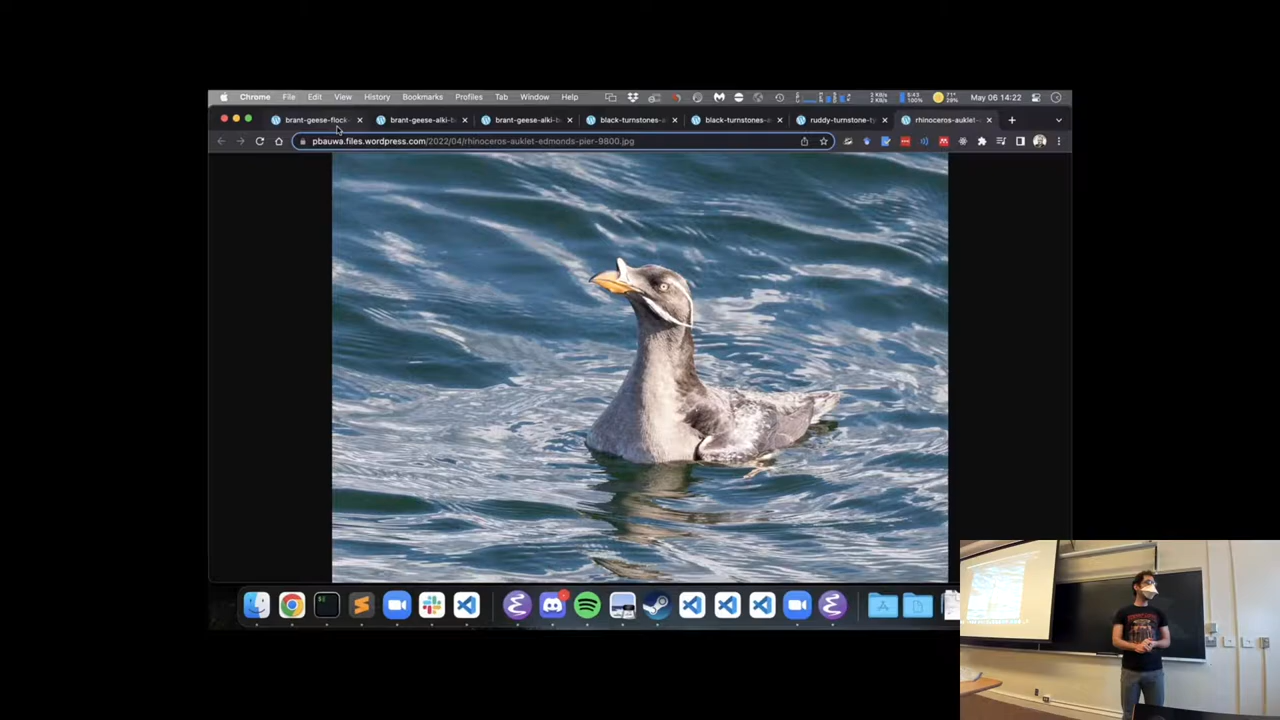 Chrome File Edit View History Bookmarks Profiles Tab Window Help
May 06 14:22
brant-geese-flock- brant-geese-alki-b brant-geese-alki-b black-turnstones- black-turnstones- ruddy-turnstone-ty rhinoceros-auklet-
pbauwa.files.wordpress.com/2022/04/rhinoceros-auklet-edmonds-pier-9800.jpg